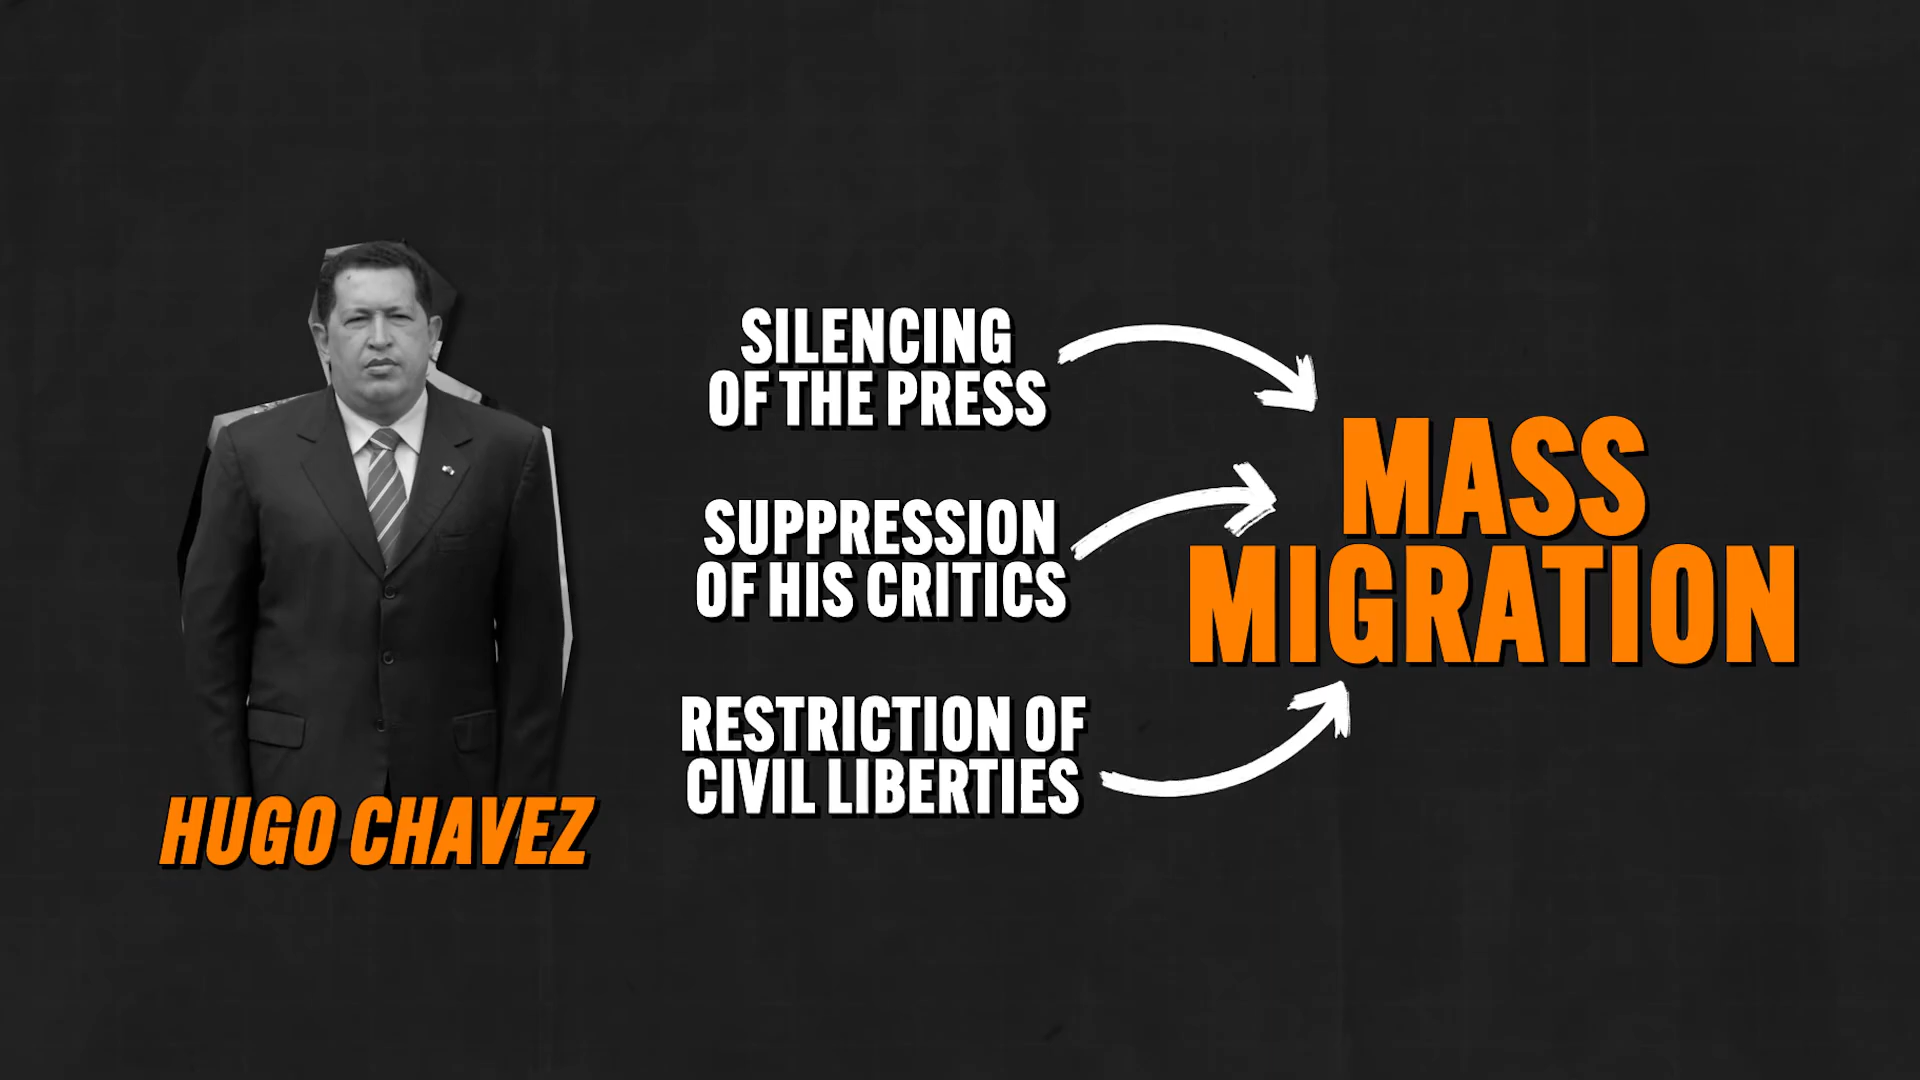 SILENCING
OF THE PRESS
SUPPRESSION
OF HIS CRITICS
RESTRICTION OF
CIVIL LIBERTIES
MASS
MIGRATION
HUGO CHAVEZ